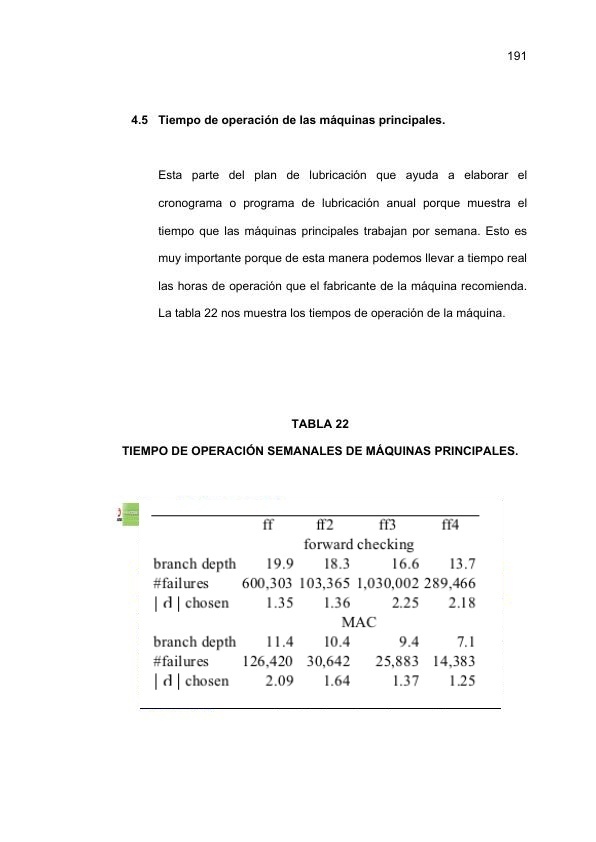 191
4.5 Tiempo de operación de las máquinas principales.
Esta parte del plan de lubricación que ayuda a elaborar el
cronograma o programa de lubricación anual porque muestra el
tiempo que las máquinas principales trabajan por semana. Esto es
muy importante porque de esta manera podemos llevar a tiempo real
las horas de operación que el fabricante de la máquina recomienda.
La tabla 22 nos muestra los tiempos de operación de la máquina.
TABLA 22
TIEMPO DE OPERACIÓN SEMANALES DE MÁQUINAS PRINCIPALES.
ff ff2 ff3 ff4
forward checking
branch depth 19.9 18.3 16.6 13.7
#failures 600,303 103,365 1,030,002 289,466
| d | chosen 1.35 1.36 2.25 2.18
MAC
branch depth 11.4 10.4 9.4 7.1
#failures 126,420 30,642 25,883 14,383
| d | chosen 2.09 1.64 1.37 1.25